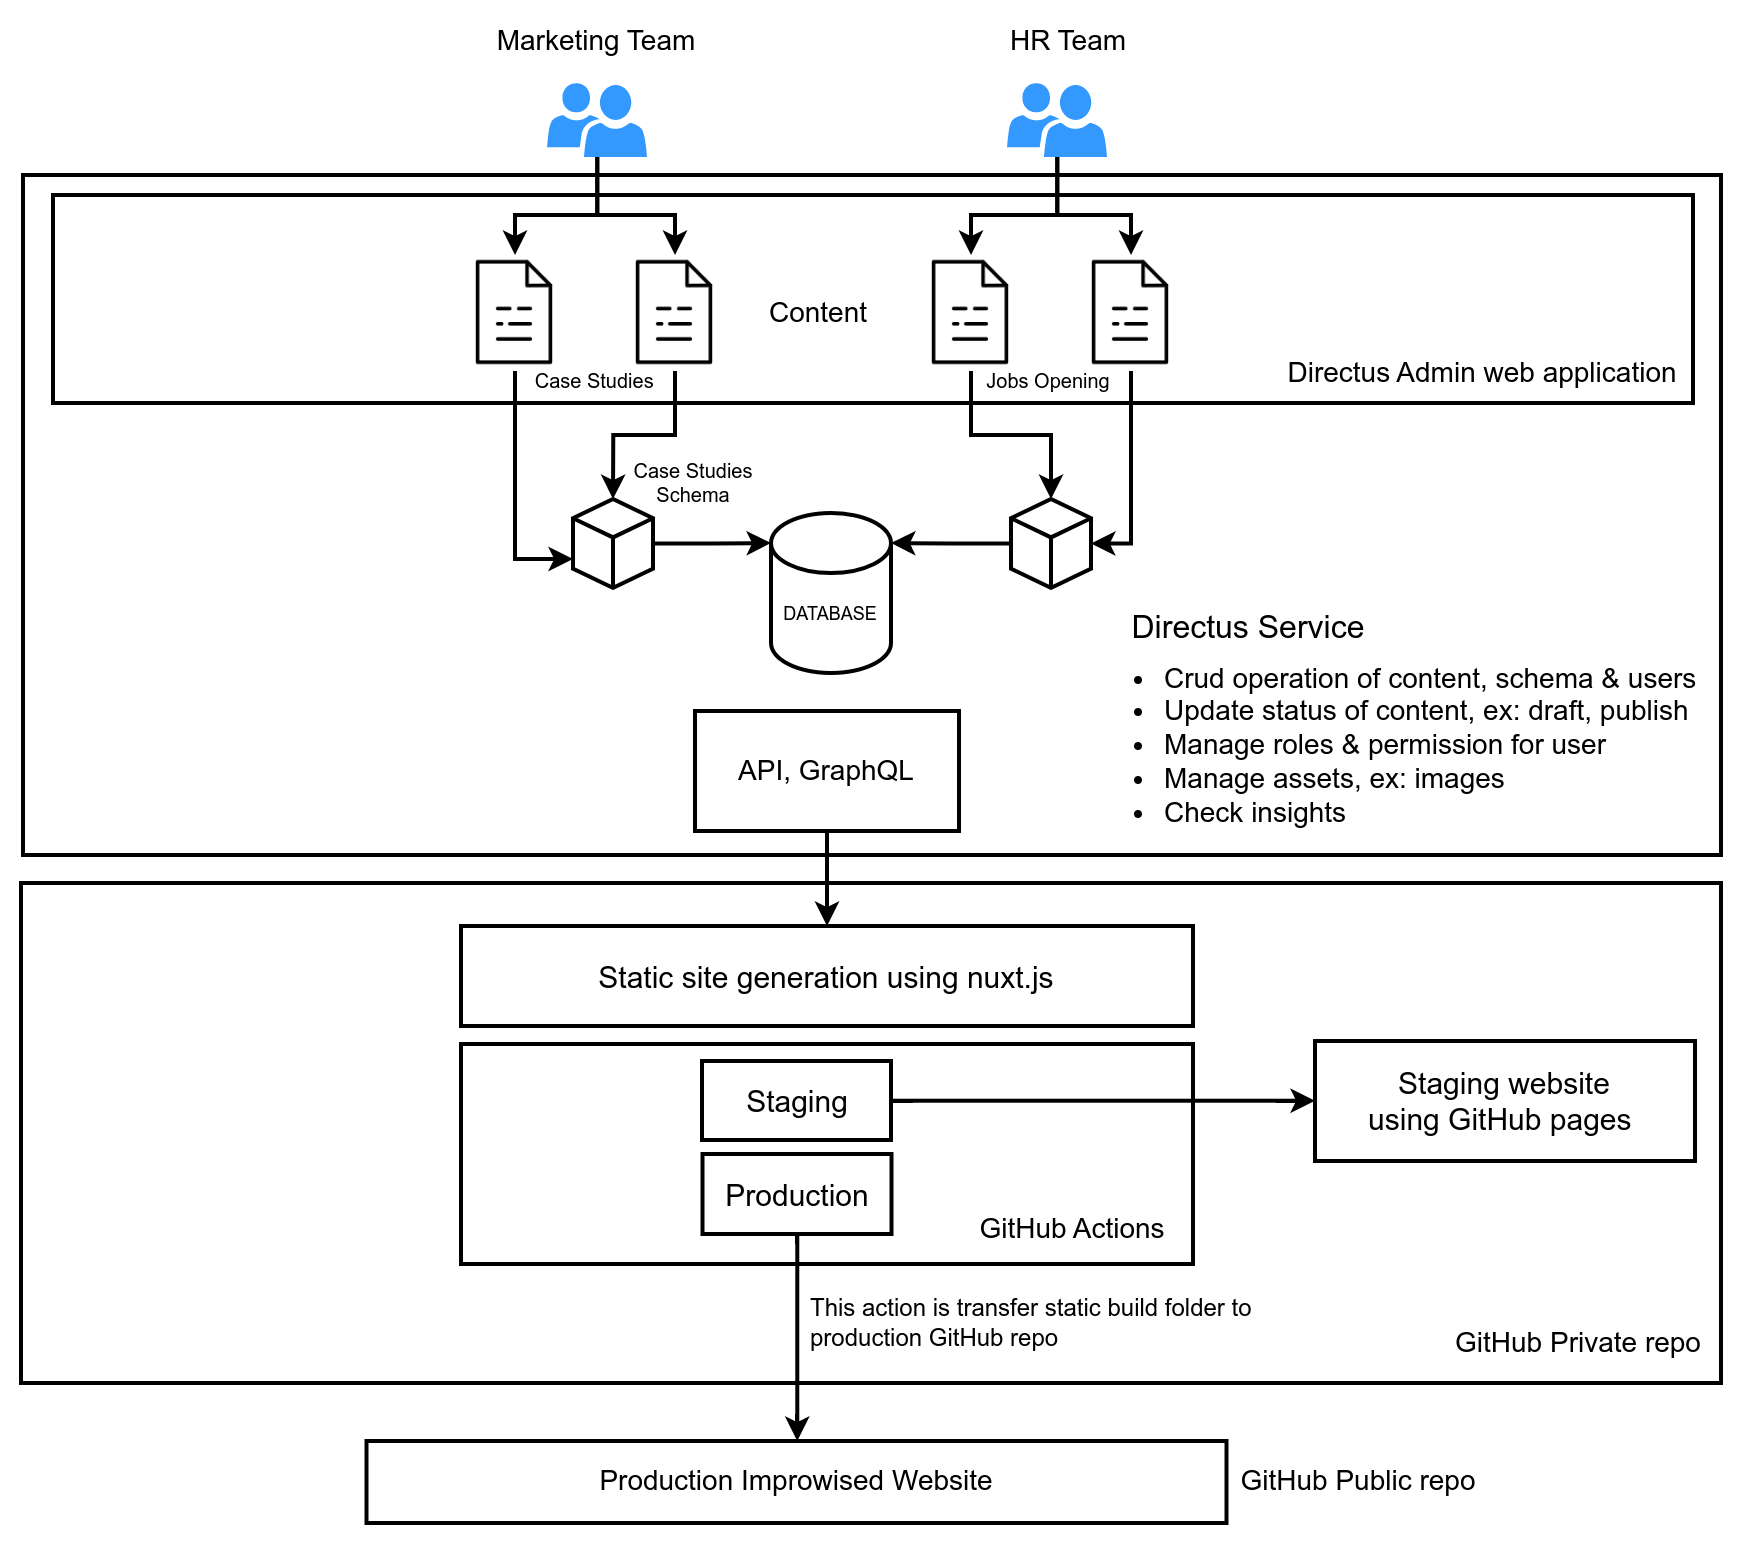 Marketing Team
HR Team
Content
Case Studies
Jobs Opening
Directus Admin web application
Case Studies
Schema
DATABASE
Directus Service
• Crud operation of content, schema & users
• Update status of content, ex: draft, publish
• Manage roles & permission for user
• Manage assets, ex: images
• Check insights
API, GraphQL
Static site generation using nuxt.js
Staging
Staging website
using GitHub pages
Production
GitHub Actions
This action is transfer static build folder to
production GitHub repo
GitHub Private repo
Production Improwised Website
GitHub Public repo